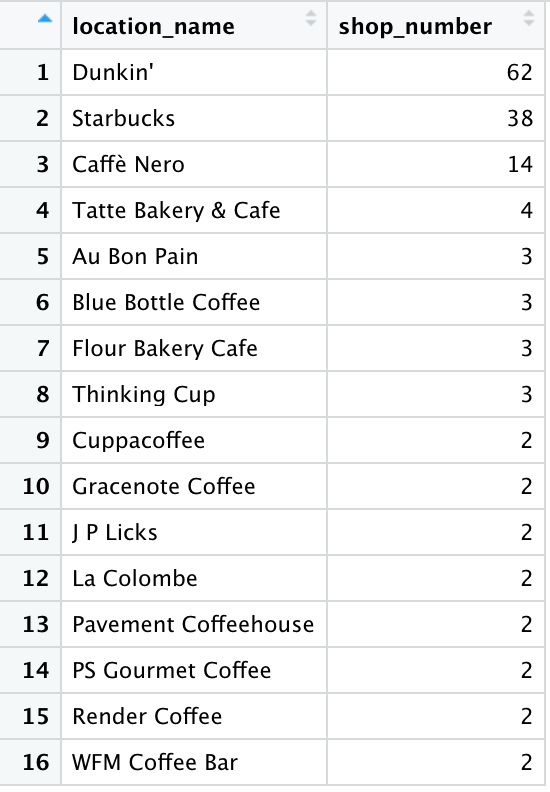 location_name shop_number
1 Dunkin' 62
2 Starbucks 38
3 Caffè Nero 14
4 Tatte Bakery & Cafe 4
5 Au Bon Pain 3
6 Blue Bottle Coffee 3
7 Flour Bakery Cafe 3
8 Thinking Cup 3
9 Cuppacoffee 2
10 Gracenote Coffee 2
11 J P Licks 2
12 La Colombe 2
13 Pavement Coffeehouse 2
14 PS Gourmet Coffee 2
15 Render Coffee 2
16 WFM Coffee Bar 2